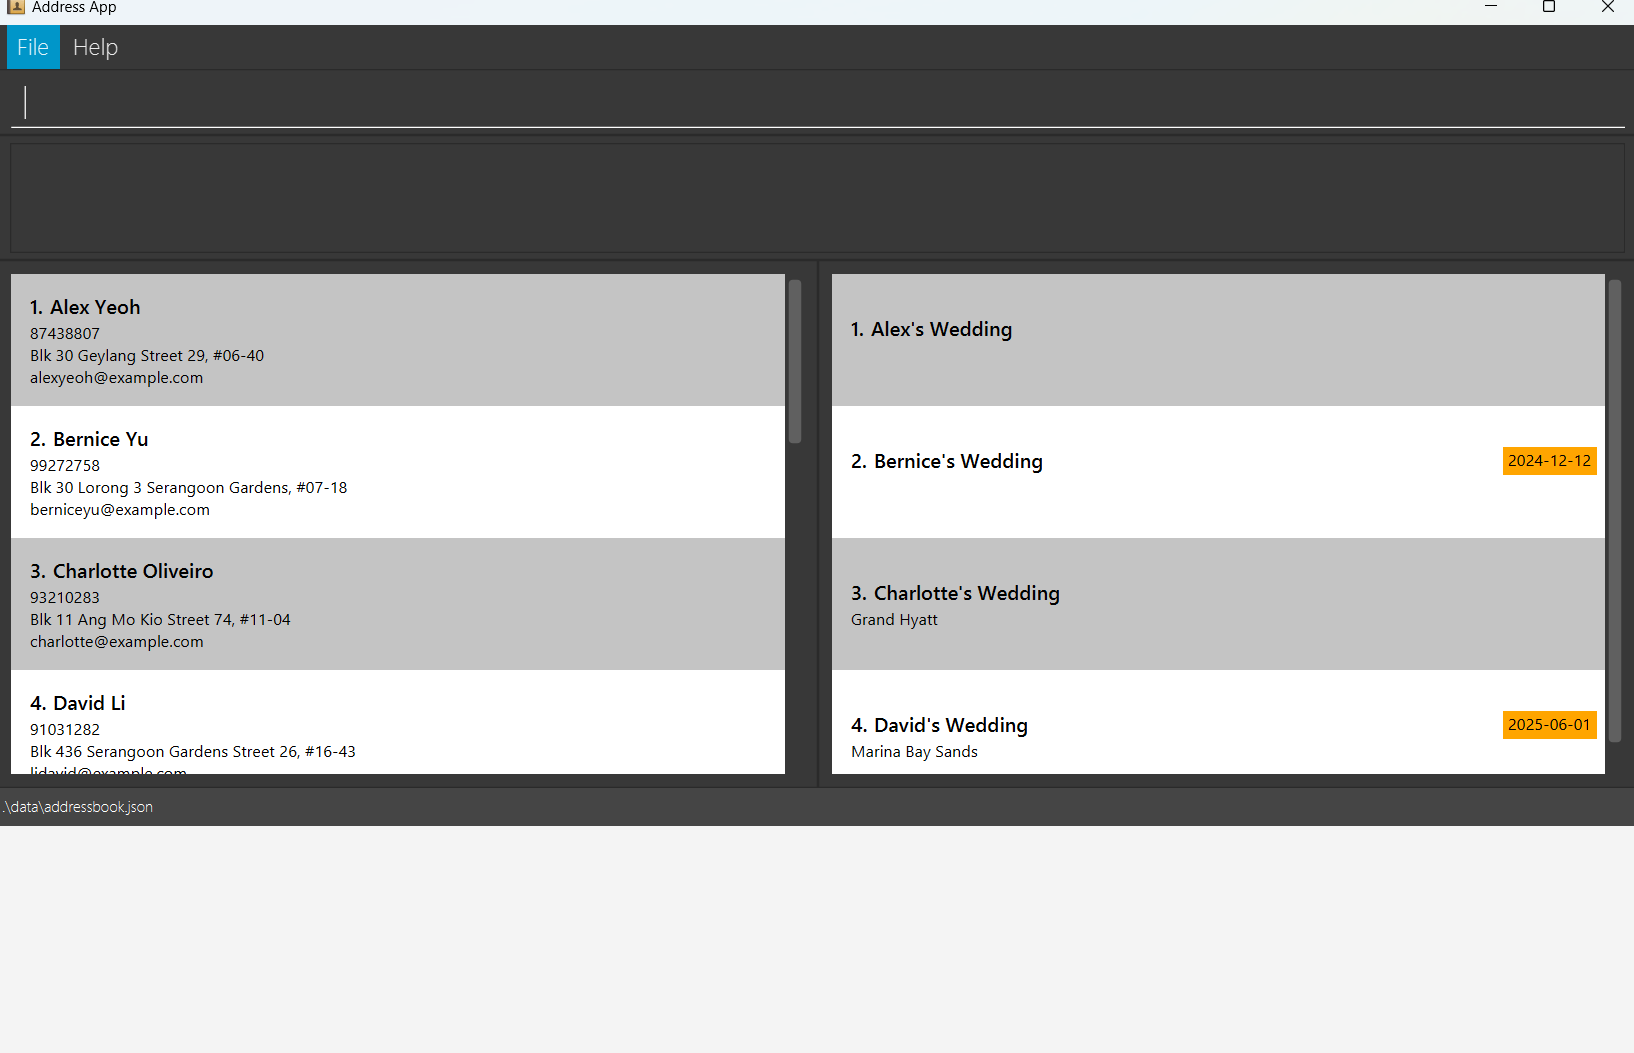 Address App
File Help
1. Alex Yeoh
87438807
Blk 30 Geylang Street 29, #06-40
alexyeoh@example.com
2. Bernice Yu
99272758
Blk 30 Lorong 3 Serangoon Gardens, #07-18
berniceyu@example.com
3. Charlotte Oliveiro
93210283
Blk 11 Ang Mo Kio Street 74, #11-04
charlotte@example.com
4. David Li
91031282
Blk 436 Serangoon Gardens Street 26, #16-43
lidavid@example.com
1. Alex's Wedding
2. Bernice's Wedding
2024-12-12
3. Charlotte's Wedding
Grand Hyatt
4. David's Wedding
2025-06-01
Marina Bay Sands
.\data\addressbook.json